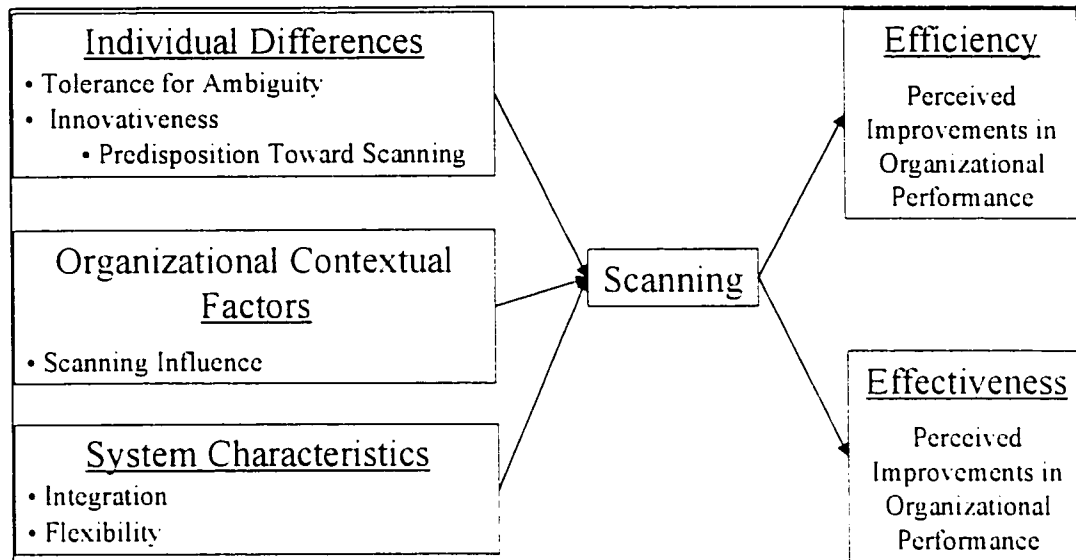 Individual Differences
• Tolerance for Ambiguity
• Innovativeness
• Predisposition Toward Scanning
Organizational Contextual
Factors
• Scanning Influence
System Characteristics
• Integration
• Flexibility
Scanning
Efficiency
Perceived
Improvements in
Organizational
Performance
Effectiveness
Perceived
Improvements in
Organizational
Performance